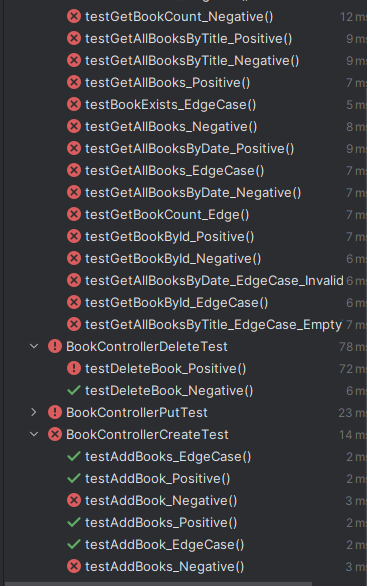 testGetBookCount_Negative() 12 ms
testGetAllBooksByTitle_Positive() 9 ms
testGetAllBooksByTitle_Negative() 9 ms
testGetAllBooks_Positive() 7 ms
testBookExists_EdgeCase() 5 ms
testGetAllBooks_Negative() 8 ms
testGetAllBooksByDate_Positive() 9 ms
testGetAllBooks_EdgeCase() 7 ms
testGetAllBooksByDate_Negative() 7 ms
testGetBookCount_Edge() 7 ms
testGetBookById_Positive() 7 ms
testGetBookById_Negative() 6 ms
testGetAllBooksByDate_EdgeCase_Invalid 6 ms
testGetBookById_EdgeCase() 6 ms
testGetAllBooksByTitle_EdgeCase_Empty 7 ms
BookControllerDeleteTest 78 ms
testDeleteBook_Positive() 72 ms
testDeleteBook_Negative() 6 ms
BookControllerPutTest 23 ms
BookControllerCreateTest 14 ms
testAddBooks_EdgeCase() 2 ms
testAddBook_Positive() 2 ms
testAddBook_Negative() 3 ms
testAddBooks_Positive() 2 ms
testAddBook_EdgeCase() 2 ms
testAddBooks_Negative() 3 ms